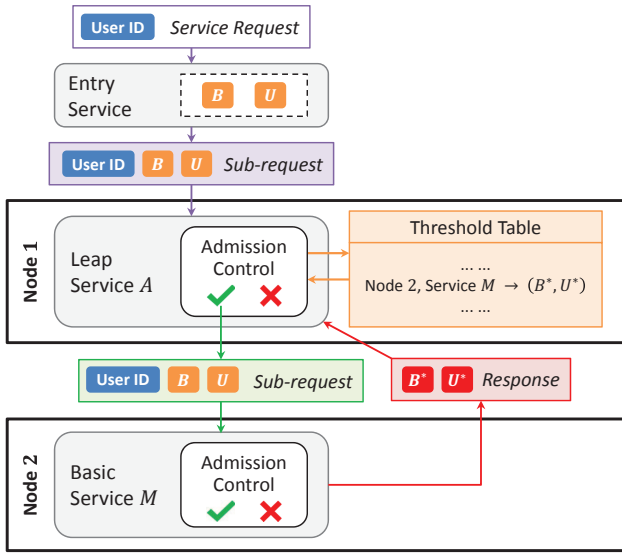 User ID Service Request
Entry
Service
B U
User ID B U Sub-request
Node 1
Leap
Service A
Admission
Control
Threshold Table
... ...
Node 2, Service M → (B*, U*)
... ...
User ID B U Sub-request
B* U* Response
Node 2
Basic
Service M
Admission
Control